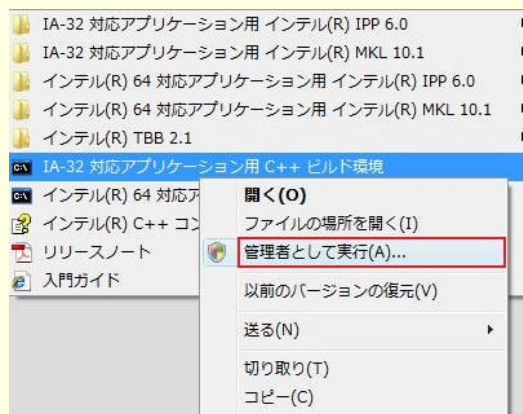 IA-32 対応アプリケーション用 インテル(R) IPP 6.0
IA-32 対応アプリケーション用 インテル(R) MKL 10.1
インテル(R) 64 対応アプリケーション用 インテル(R) IPP 6.0
インテル(R) 64 対応アプリケーション用 インテル(R) MKL 10.1
インテル(R) TBB 2.1
IA-32 対応アプリケーション用 C++ ビルド環境
インテル(R) 64 対応ア
インテル(R) C++ コン
リリースノート
入門ガイド
開く(O)
ファイルの場所を開く(I)
管理者として実行(A)...
以前のバージョンの復元(V)
送る(N)
切り取り(T)
コピー(C)